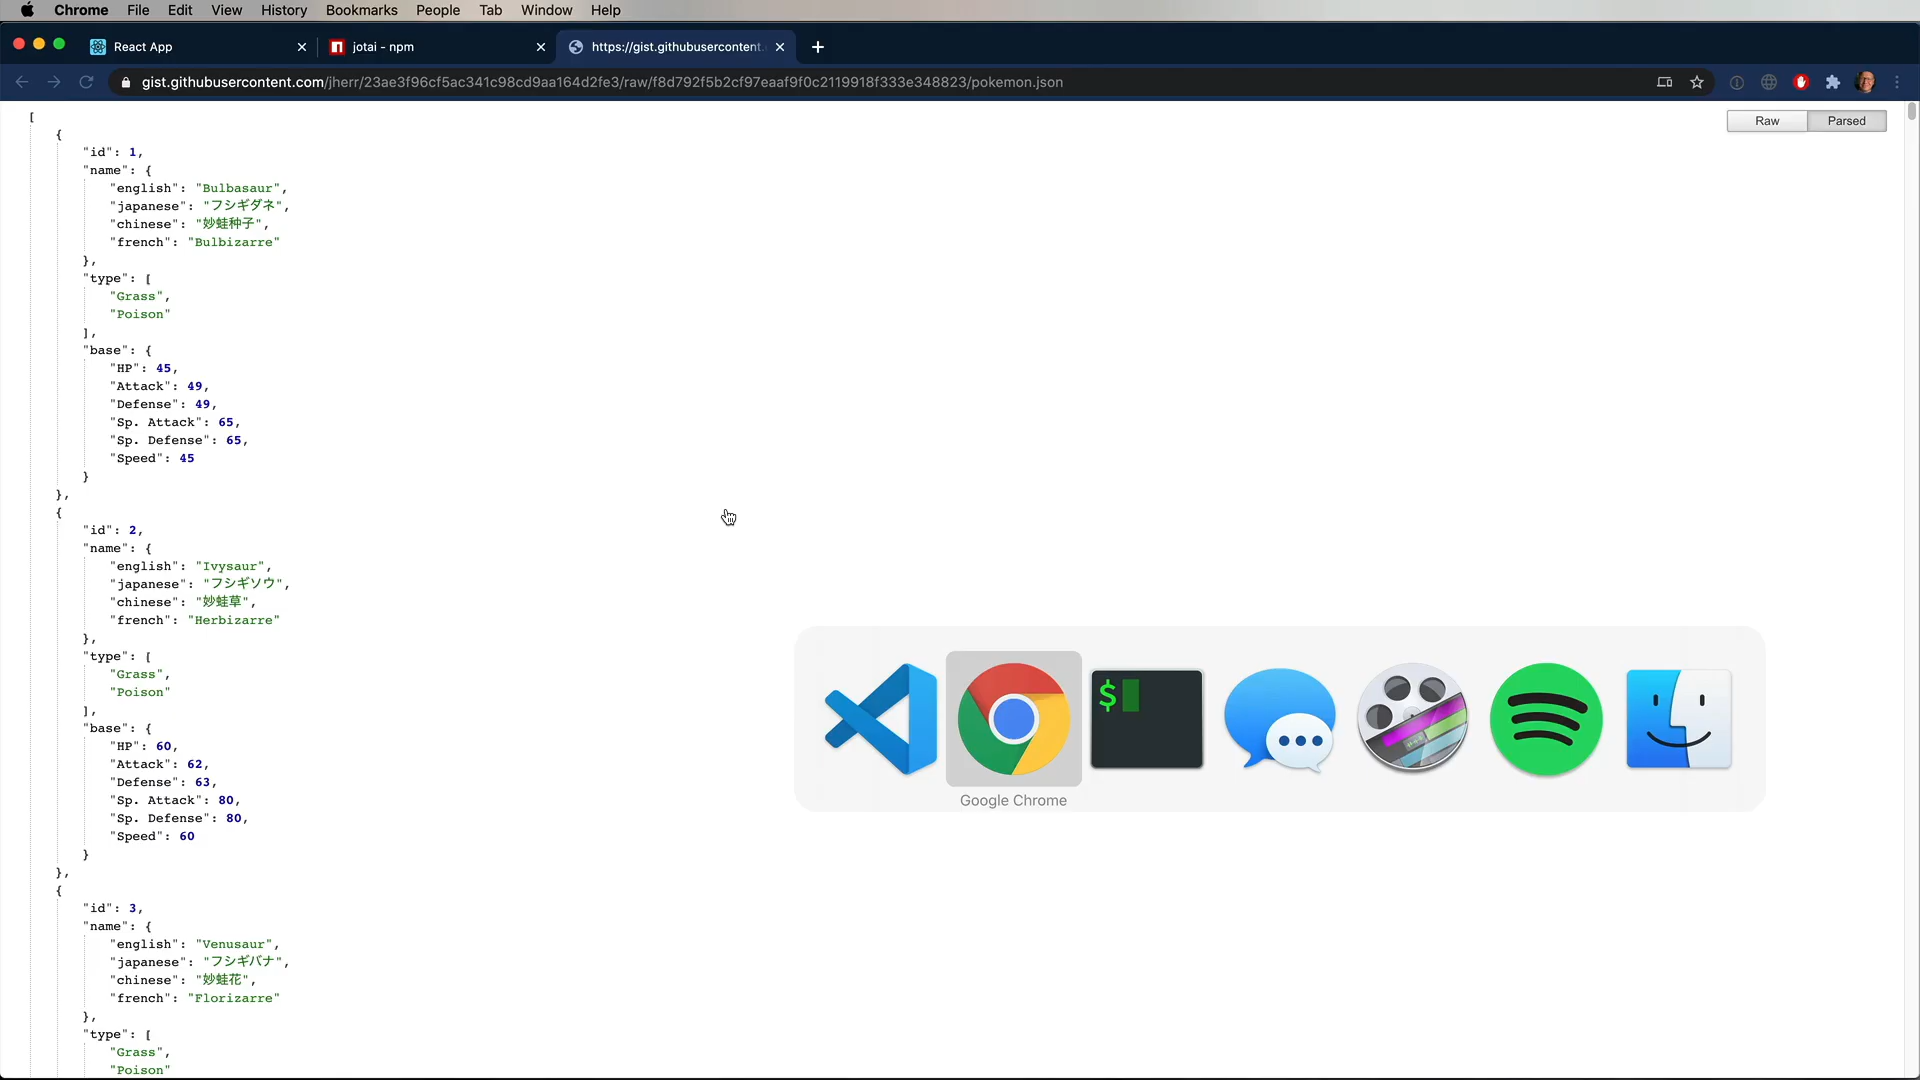 Chrome File Edit View History Bookmarks People Tab Window Help
React App
jotai - npm
https://gist.githubusercontent.
gist.githubusercontent.com/jherr/23ae3f96cf5ac341c98cd9aa164d2fe3/raw/f8d792f5b2cf97eaaf9f0c2119918f333e348823/pokemon.json
Raw Parsed
[
{
"id": 1,
"name": {
"english": "Bulbasaur",
"japanese": "フシギダネ",
"chinese": "妙蛙种子",
"french": "Bulbizarre"
},
"type": [
"Grass",
"Poison"
],
"base": {
"HP": 45,
"Attack": 49,
"Defense": 49,
"Sp. Attack": 65,
"Sp. Defense": 65,
"Speed": 45
}
},
{
"id": 2,
"name": {
"english": "Ivysaur",
"japanese": "フシギソウ",
"chinese": "妙蛙草",
"french": "Herbizarre"
},
"type": [
"Grass",
"Poison"
],
"base": {
"HP": 60,
"Attack": 62,
"Defense": 63,
"Sp. Attack": 80,
"Sp. Defense": 80,
"Speed": 60
}
},
{
"id": 3,
"name": {
"english": "Venusaur",
"japanese": "フシギバナ",
"chinese": "妙蛙花",
"french": "Florizarre"
},
"type": [
"Grass",
"Poison"
$
Google Chrome